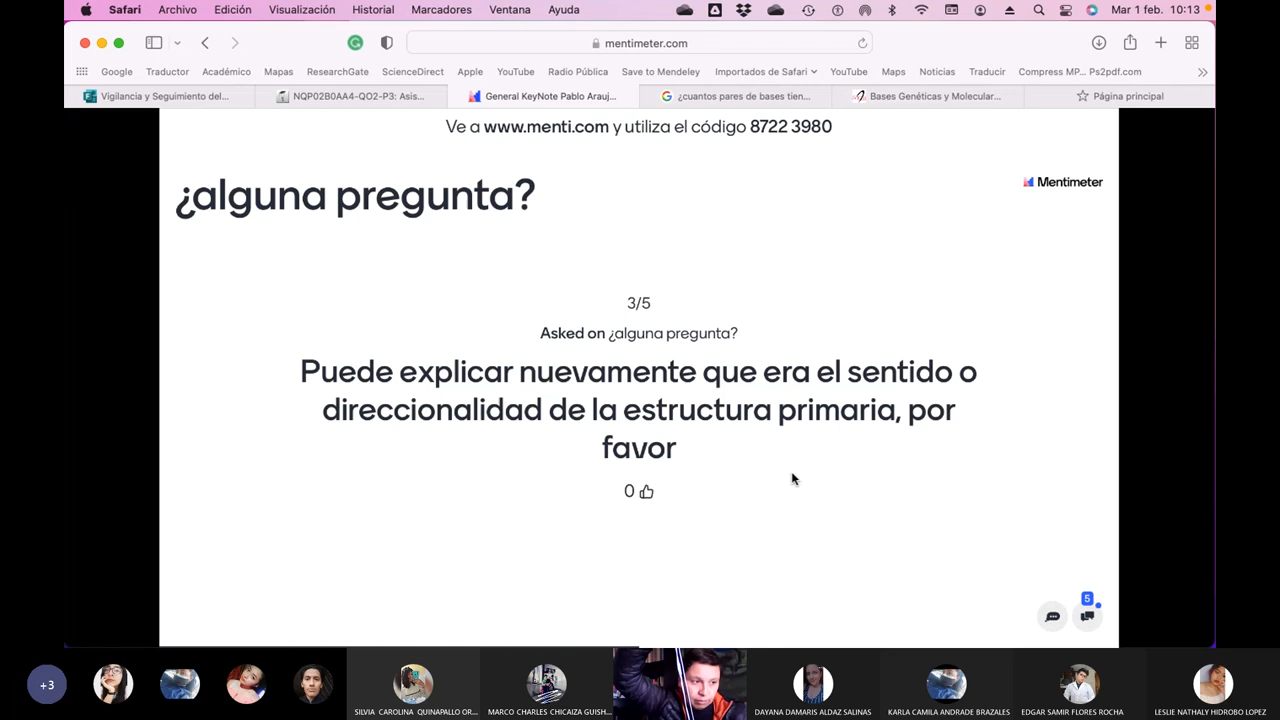 Safari Archivo Edición Visualización Historial Marcadores Ventana Ayuda Mar 1 feb. 10:13
mentimeter.com
Google Traductor Académico Mapas ResearchGate ScienceDirect Apple YouTube Radio Pública Save to Mendeley Importados de Safari YouTube Maps Noticias Traducir Compress MP... Ps2pdf.com
Vigilancia y Seguimiento del... NQP02B0AA4-QO2-P3: Asis... General KeyNote Pablo Arauj... ¿cuantos pares de bases tien... Bases Genéticas y Molecular... Página principal
Ve a www.menti.com y utiliza el código 8722 3980
¿alguna pregunta?
Mentimeter
3/5
Asked on ¿alguna pregunta?
Puede explicar nuevamente que era el sentido o
direccionalidad de la estructura primaria, por
favor
0
5
+3
SILVIA CAROLINA QUINAPALLO OR... MARCO CHARLES CHICAIZA GUISH... DAYANA DAMARIS ALDAZ SALINAS KARLA CAMILA ANDRADE BRAZALES EDGAR SAMIR FLORES ROCHA LESLIE NATHALY HIDROBO LOPEZ